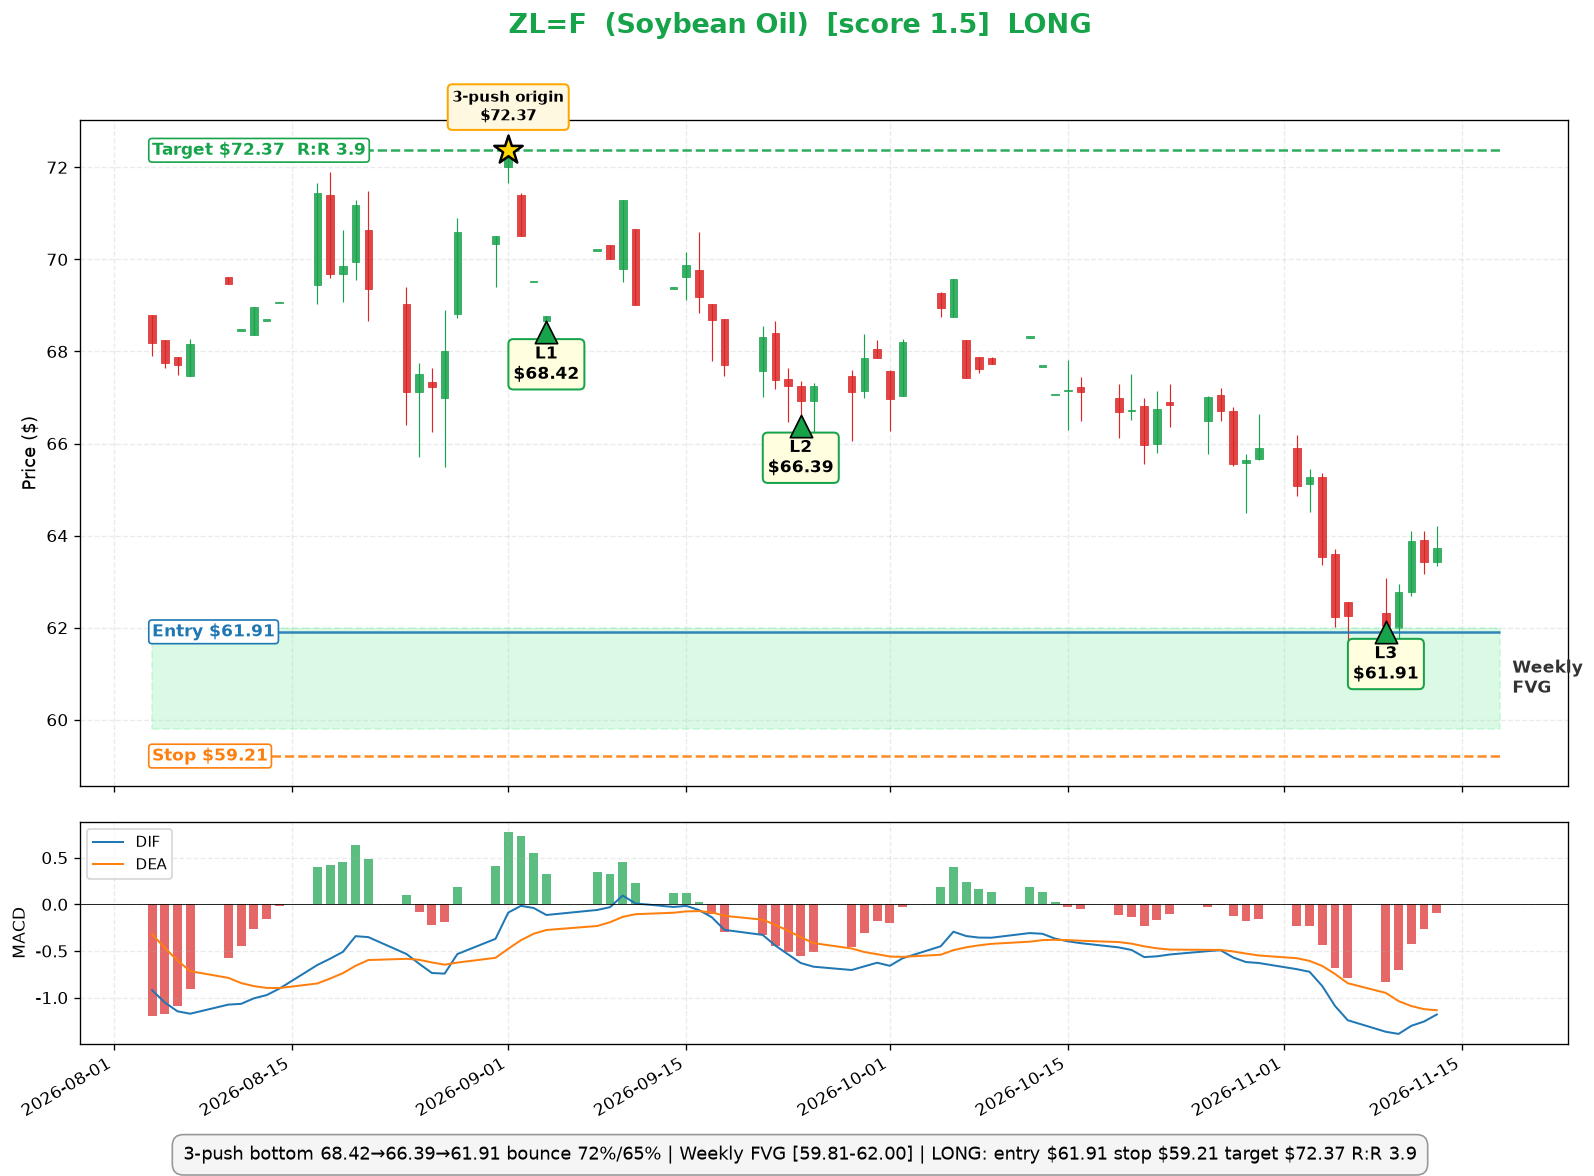 ZL=F  (Soybean Oil)  [score 1.5]  LONG
3-push origin
$72.37
Target $72.37  R:R 3.9
72
70
68
66
64
62
60
Price ($)
L1
$68.42
L2
$66.39
Entry $61.91
L3
$61.91
Weekly
FVG
Stop $59.21
DIF
DEA
0.5
0.0
-0.5
-1.0
MACD
2026-08-01
2026-08-15
2026-09-01
2026-09-15
2026-10-01
2026-10-15
2026-11-01
2026-11-15
3-push bottom 68.42→66.39→61.91 bounce 72%/65% | Weekly FVG [59.81-62.00] | LONG: entry $61.91 stop $59.21 target $72.37 R:R 3.9